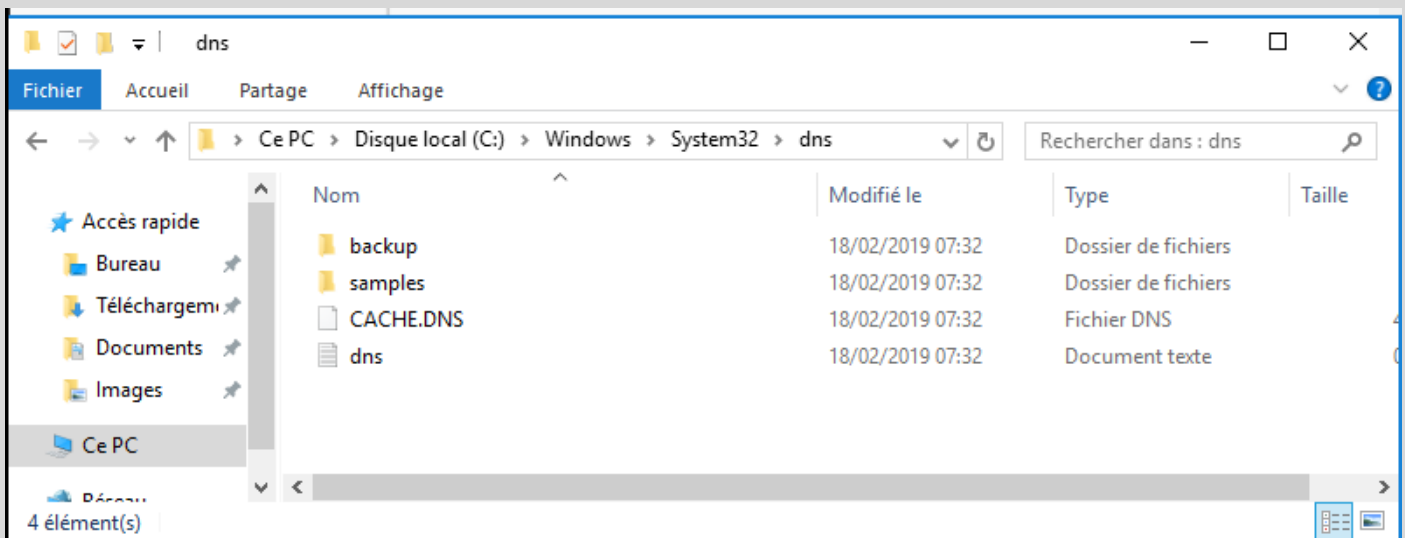 dns
Fichier Accueil Partage Affichage
Ce PC > Disque local (C:) > Windows > System32 > dns
Rechercher dans : dns
Nom Modifié le Type Taille
Accès rapide
Bureau
Téléchargem
Documents
Images
Ce PC
Réseau
backup 18/02/2019 07:32 Dossier de fichiers
samples 18/02/2019 07:32 Dossier de fichiers
CACHE.DNS 18/02/2019 07:32 Fichier DNS
dns 18/02/2019 07:32 Document texte
4 élément(s)